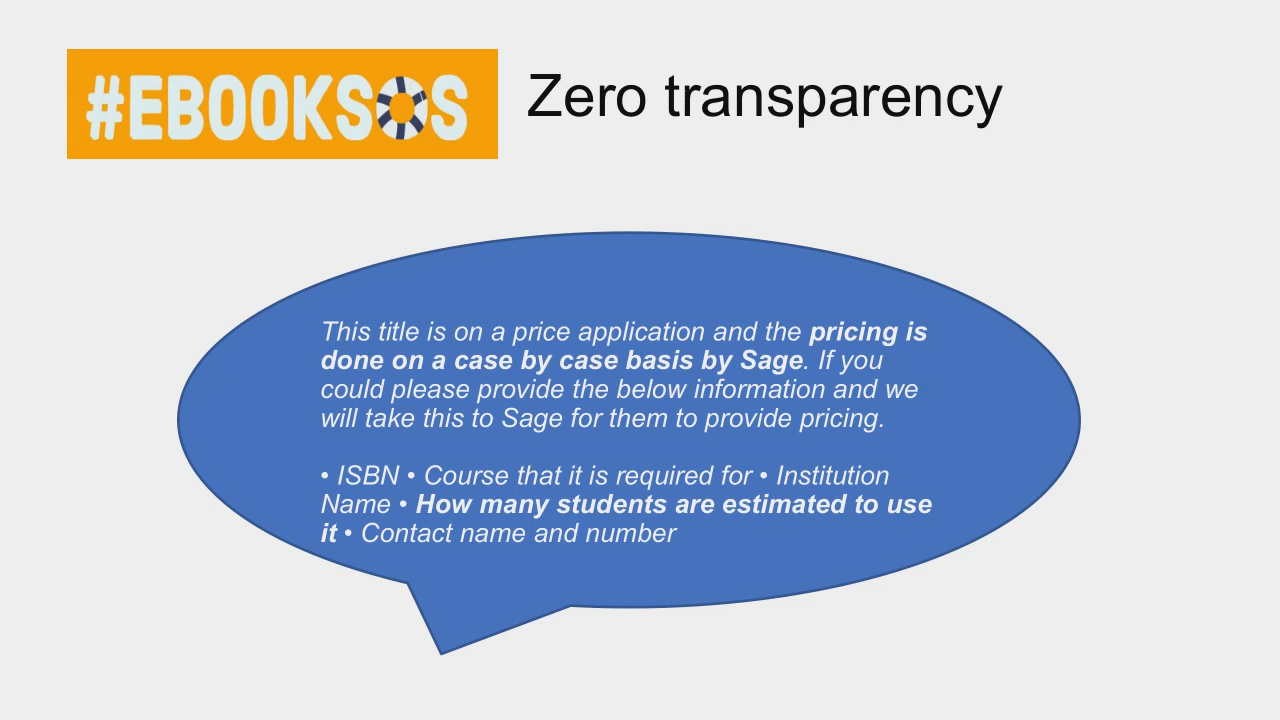 #EBOOKSOS
Zero transparency
This title is on a price application and the pricing is
done on a case by case basis by Sage. If you
could please provide the below information and we
will take this to Sage for them to provide pricing.
• ISBN • Course that it is required for • Institution
Name • How many students are estimated to use
it • Contact name and number